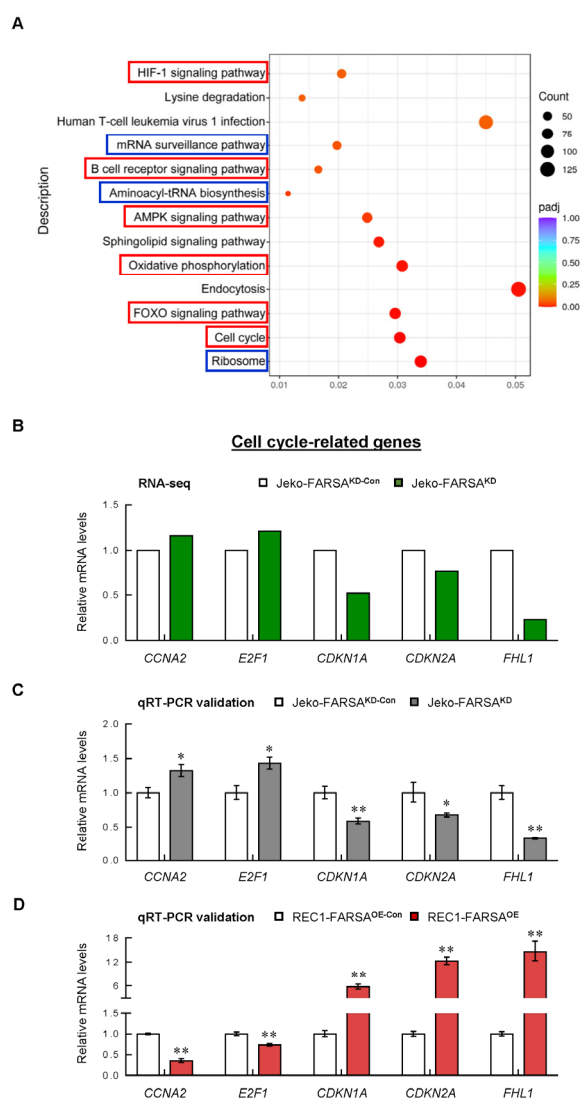 A
HIF-1 signaling pathway
Lysine degradation
Human T-cell leukemia virus 1 infection
mRNA surveillance pathway
B cell receptor signaling pathway
Aminoacyl-tRNA biosynthesis
AMPK signaling pathway
Sphingolipid signaling pathway
Oxidative phosphorylation
Endocytosis
FOXO signaling pathway
Cell cycle
Ribosome
Description
0.01 0.02 0.03 0.04 0.05
Count
50
75
100
125
padj
1.00
0.75
0.50
0.25
0.00
B
Cell cycle-related genes
RNA-seq Jeko-FARSAKD-Con Jeko-FARSAKD
Relative mRNA levels
1.5
1.0
0.5
0.0
CCNA2 E2F1 CDKN1A CDKN2A FHL1
C
qRT-PCR validation Jeko-FARSAKD-Con Jeko-FARSAKD
Relative mRNA levels
2.0
1.5
1.0
0.5
0
* * ** * **
CCNA2 E2F1 CDKN1A CDKN2A FHL1
D
qRT-PCR validation REC1-FARSAOE-Con REC1-FARSAOE
Relative mRNA levels
18
12
6
1.5
1.0
0.5
0.0
** ** ** ** **
CCNA2 E2F1 CDKN1A CDKN2A FHL1